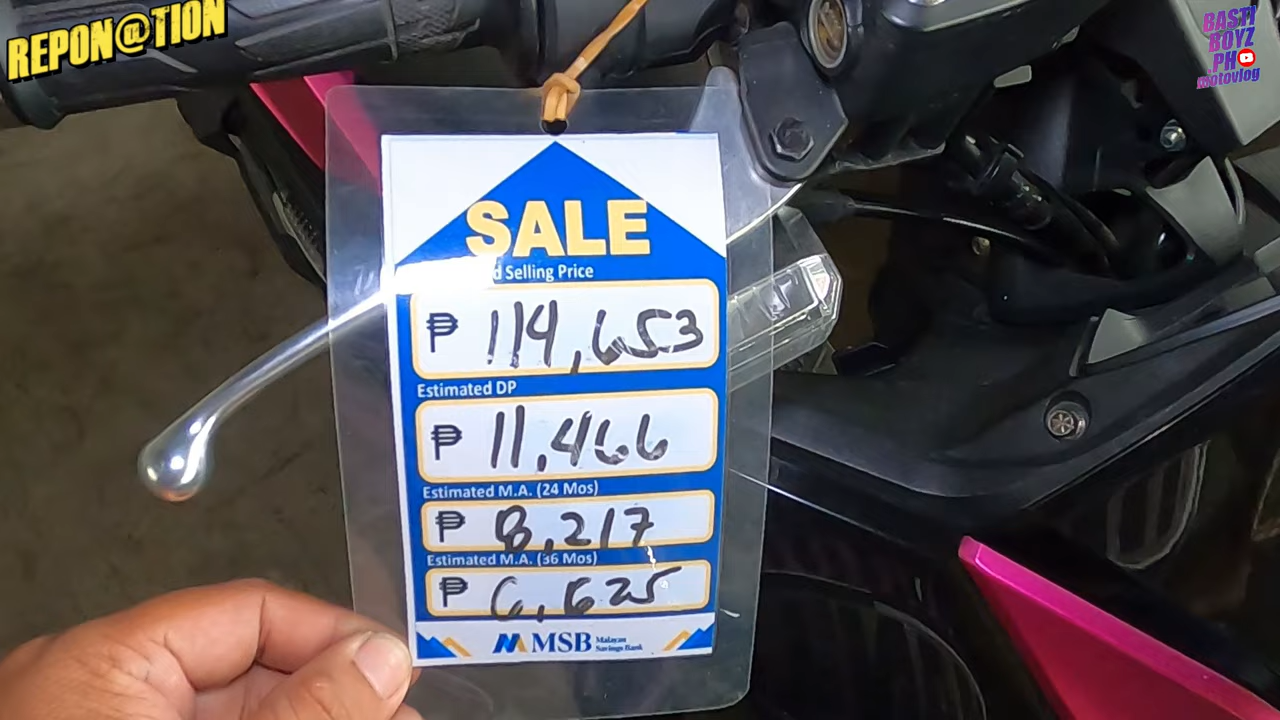 REPON@TION
BASTI
BOYZ
.PH
motovlog
SALE
d Selling Price
₱ 114,653
Estimated DP
₱ 11,466
Estimated M.A. (24 Mos)
₱ 8,217
Estimated M.A. (36 Mos)
₱ 6,625
MSB Malayan
Savings Bank